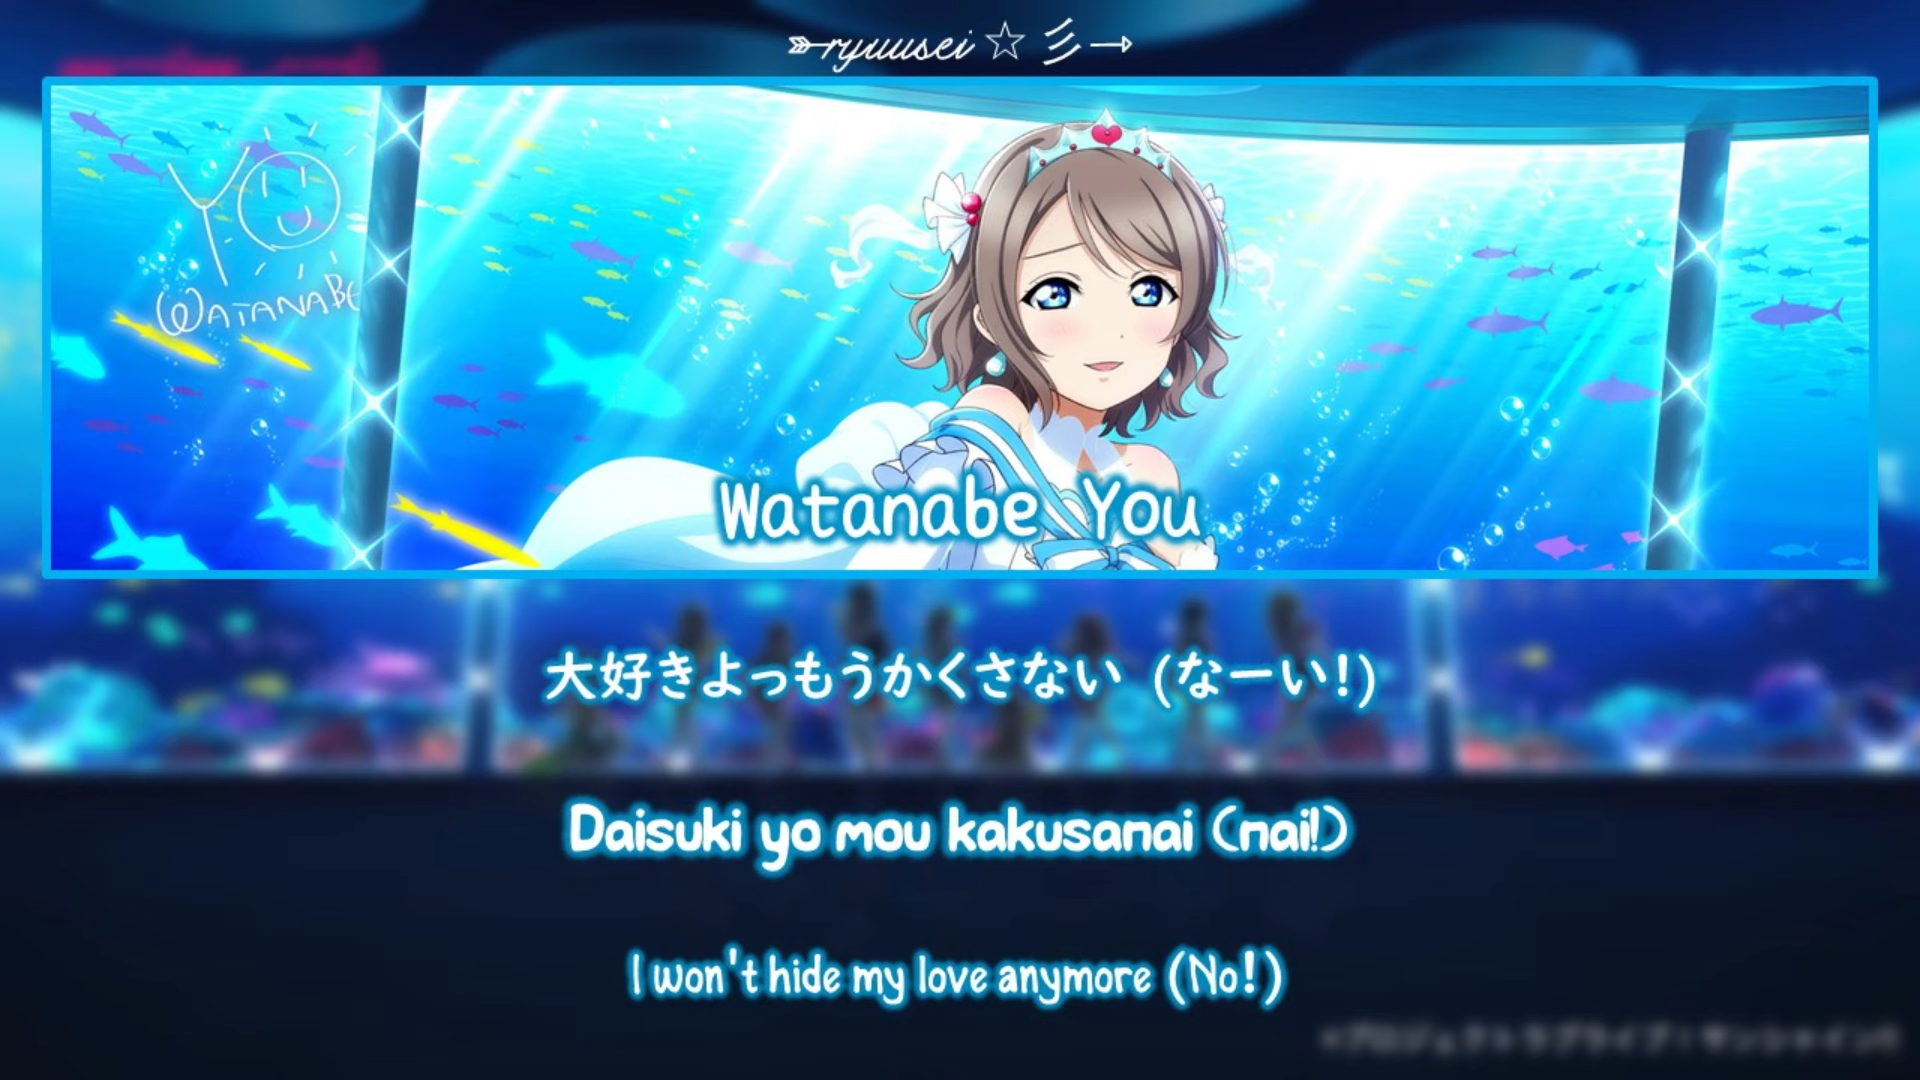 ryuusei ☆彡
YO
WATANABE
Watanabe You
大好きよっもうかくさない (なーい!)
Daisuki yo mou kakusanai (nai!)
I won't hide my love anymore (No!)